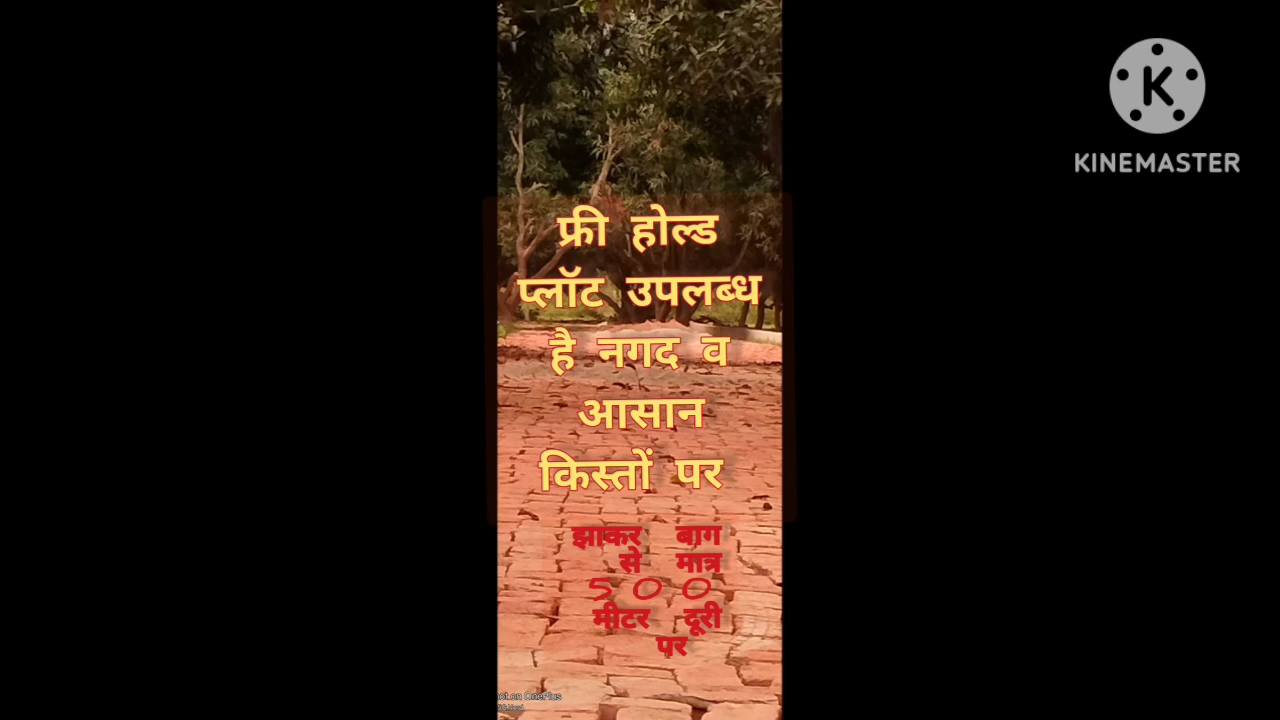 KINEMASTER
फ्री होल्ड
प्लॉट उपलब्ध
है नगद व
आसान
किस्तों पर
झाकर बाग
से मात्र
500
मीटर दूरी
पर